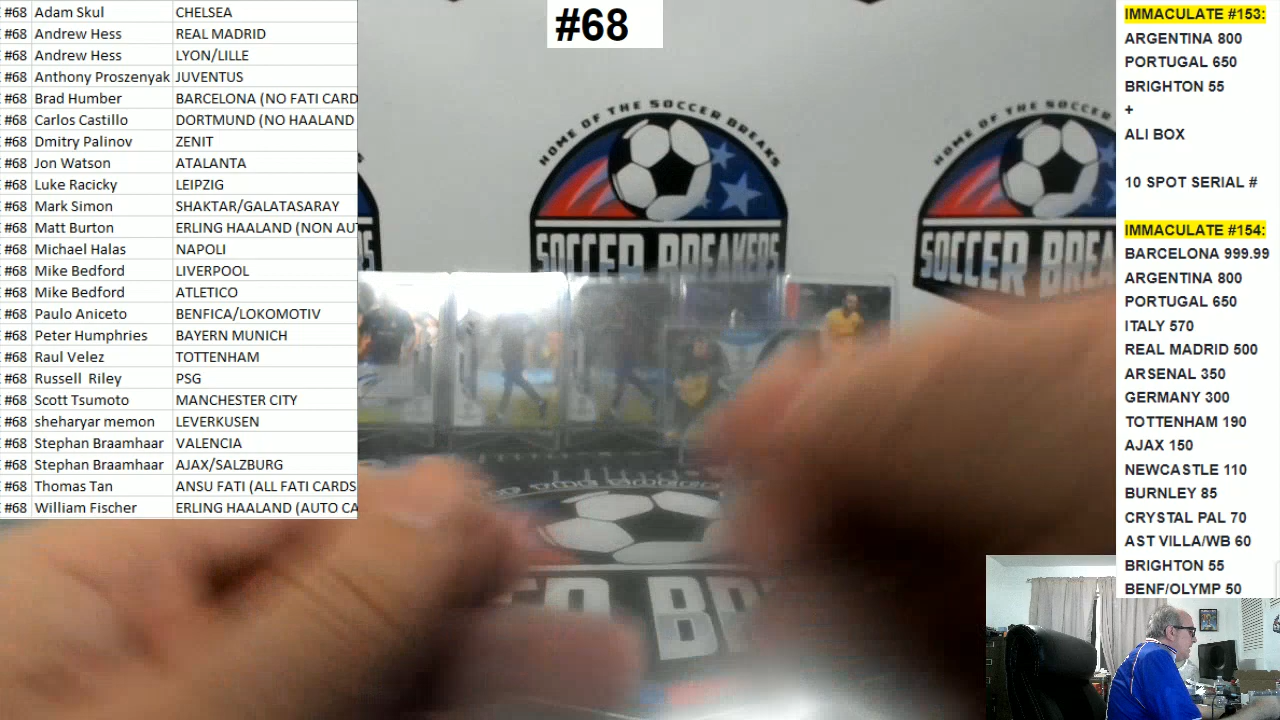 #68 Adam Skul CHELSEA
#68 Andrew Hess REAL MADRID
#68 Andrew Hess LYON/LILLE
#68 Anthony Proszenyak JUVENTUS
#68 Brad Humber BARCELONA (NO FATI CARD
#68 Carlos Castillo DORTMUND (NO HAALAND
#68 Dmitry Palinov ZENIT
#68 Jon Watson ATALANTA
#68 Luke Racicky LEIPZIG
#68 Mark Simon SHAKTAR/GALATASARAY
#68 Matt Burton ERLING HAALAND (NON AU
#68 Michael Halas NAPOLI
#68 Mike Bedford LIVERPOOL
#68 Mike Bedford ATLETICO
#68 Paulo Aniceto BENFICA/LOKOMOTIV
#68 Peter Humphries BAYERN MUNICH
#68 Raul Velez TOTTENHAM
#68 Russell Riley PSG
#68 Scott Tsumoto MANCHESTER CITY
#68 sheharyar memon LEVERKUSEN
#68 Stephan Braamhaar VALENCIA
#68 Stephan Braamhaar AJAX/SALZBURG
#68 Thomas Tan ANSU FATI (ALL FATI CARDS
#68 William Fischer ERLING HAALAND (AUTO CA
#68
HOME OF THE SOCCER BREAKS
SOCCER BREAKERS
HOME OF THE SOCCER
SOCCER BREA
IMMACULATE #153:
ARGENTINA 800
PORTUGAL 650
BRIGHTON 55
+
ALI BOX
10 SPOT SERIAL #
IMMACULATE #154:
BARCELONA 999.99
ARGENTINA 800
PORTUGAL 650
ITALY 570
REAL MADRID 500
ARSENAL 350
GERMANY 300
TOTTENHAM 190
AJAX 150
NEWCASTLE 110
BURNLEY 85
CRYSTAL PAL 70
AST VILLA/WB 60
BRIGHTON 55
BENF/OLYMP 50